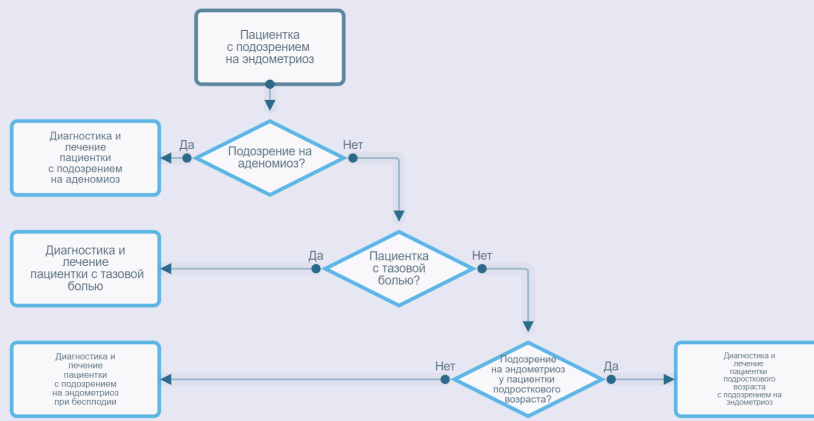 Пациентка
с подозрением
на эндометриоз
Диагностика и
лечение
пациентки
с подозрением
на аденомиоз
Да
Подозрение на
аденомиоз?
Нет
Диагностика и
лечение
пациентки с тазовой
болью
Да
Пациентка
с тазовой
болью?
Нет
Диагностика и
лечение
пациентки
с подозрением
на эндометриоз
при бесплодии
Нет
Подозрение
на эндометриоз
у пациентки
подросткового
возраста?
Да
Диагностика и
лечение
пациентки
подросткового
возраста
с подозрением на
эндометриоз